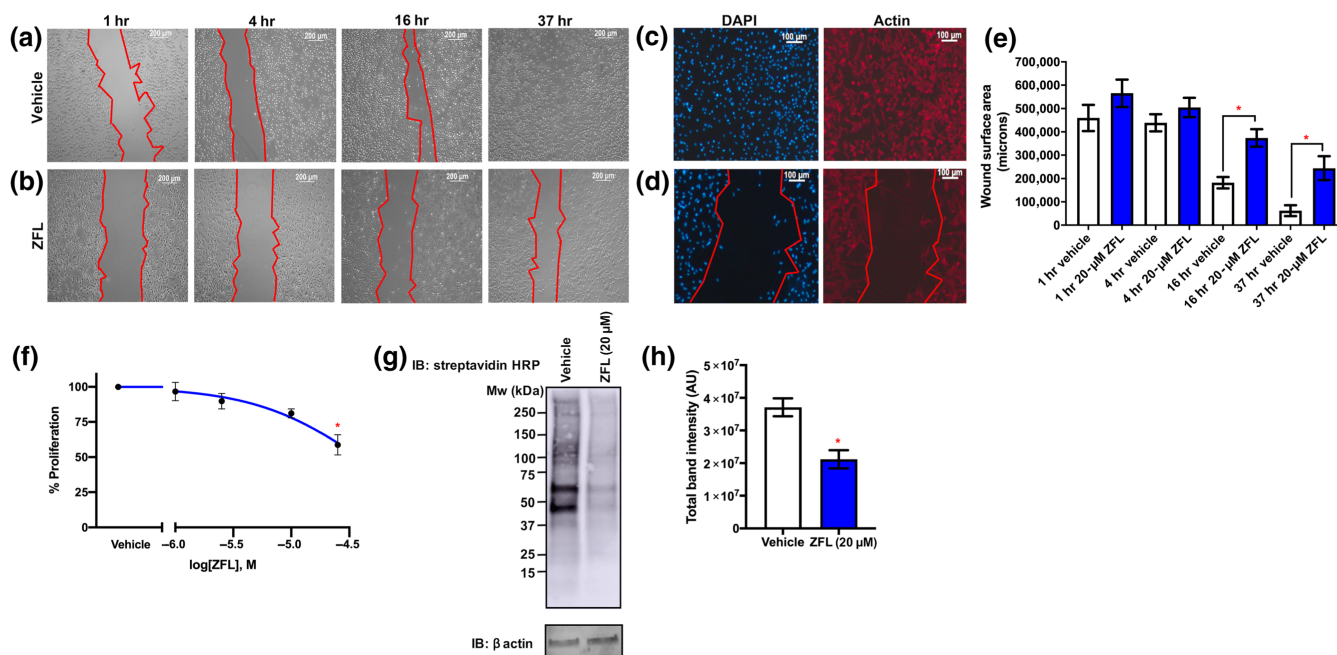 1 hr 4 hr 16 hr 37 hr
(a) Vehicle
200 µm 200 µm 200 µm 200 µm
(b) ZFL
200 µm 200 µm 200 µm 200 µm
DAPI Actin
(c) 100 µm 100 µm
(d) 100 µm 100 µm
(e)
Wound surface area
(microns)
700,000
600,000
500,000
400,000
300,000
200,000
100,000
0
* *
1 hr vehicle
1 hr 20-µM ZFL
4 hr vehicle
4 hr 20-µM ZFL
16 hr vehicle
16 hr 20-µM ZFL
37 hr vehicle
37 hr 20-µM ZFL
(f)
% Proliferation
100
75
50
25
0
*
Vehicle –6.0 –5.5 –5.0 –4.5
log[ZFL], M
(g)
IB: streptavidin HRP
Vehicle
ZFL (20 µM)
Mw (kDa)
250
150
100
75
50
37
25
15
IB: β actin
(h)
Total band intensity (AU)
5×10⁷
4×10⁷
3×10⁷
2×10⁷
1×10⁷
0
*
Vehicle ZFL (20 µM)